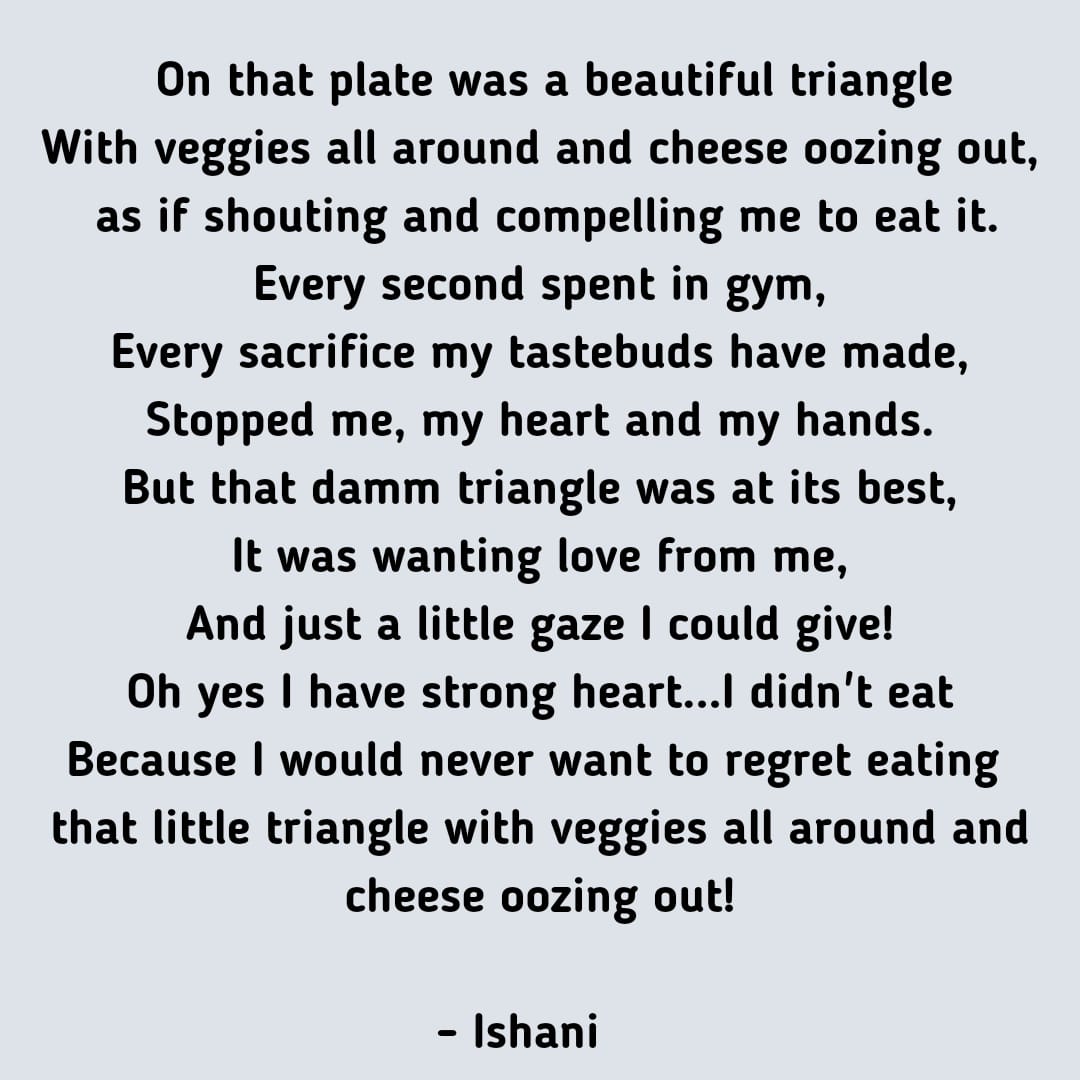 On that plate was a beautiful triangle
With veggies all around and cheese oozing out,
as if shouting and compelling me to eat it.
Every second spent in gym,
Every sacrifice my tastebuds have made,
Stopped me, my heart and my hands.
But that damm triangle was at its best,
It was wanting love from me,
And just a little gaze I could give!
Oh yes I have strong heart...I didn't eat
Because I would never want to regret eating
that little triangle with veggies all around and
cheese oozing out!
- Ishani